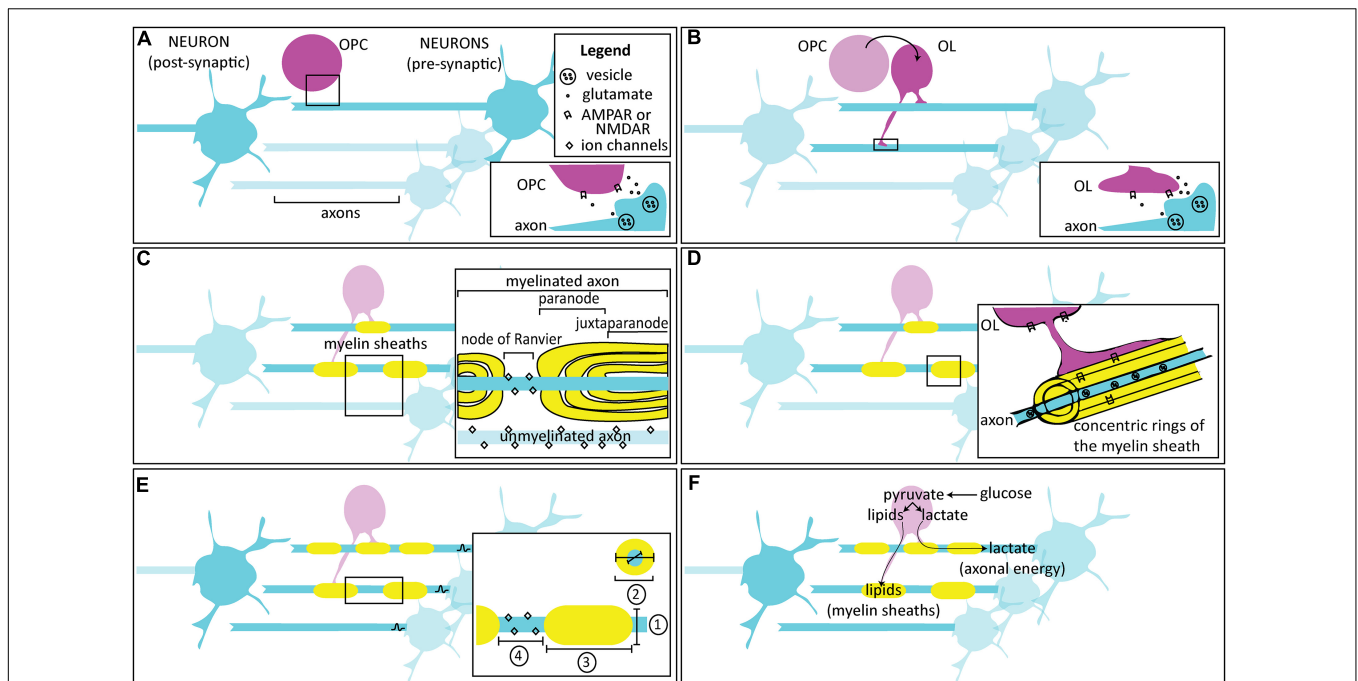 A
NEURON
(post-synaptic)
OPC
NEURONS
(pre-synaptic)
Legend
vesicle
glutamate
AMPAR or
NMDAR
ion channels
axons
OPC
axon
B
OPC
OL
OL
axon
C
myelin sheaths
myelinated axon
paranode
juxtaparanode
node of Ranvier
unmyelinated axon
D
OL
axon
concentric rings of
the myelin sheath
E
2
1
4
3
F
pyruvate
glucose
lipids
lactate
lactate
(axonal energy)
lipids
(myelin sheaths)